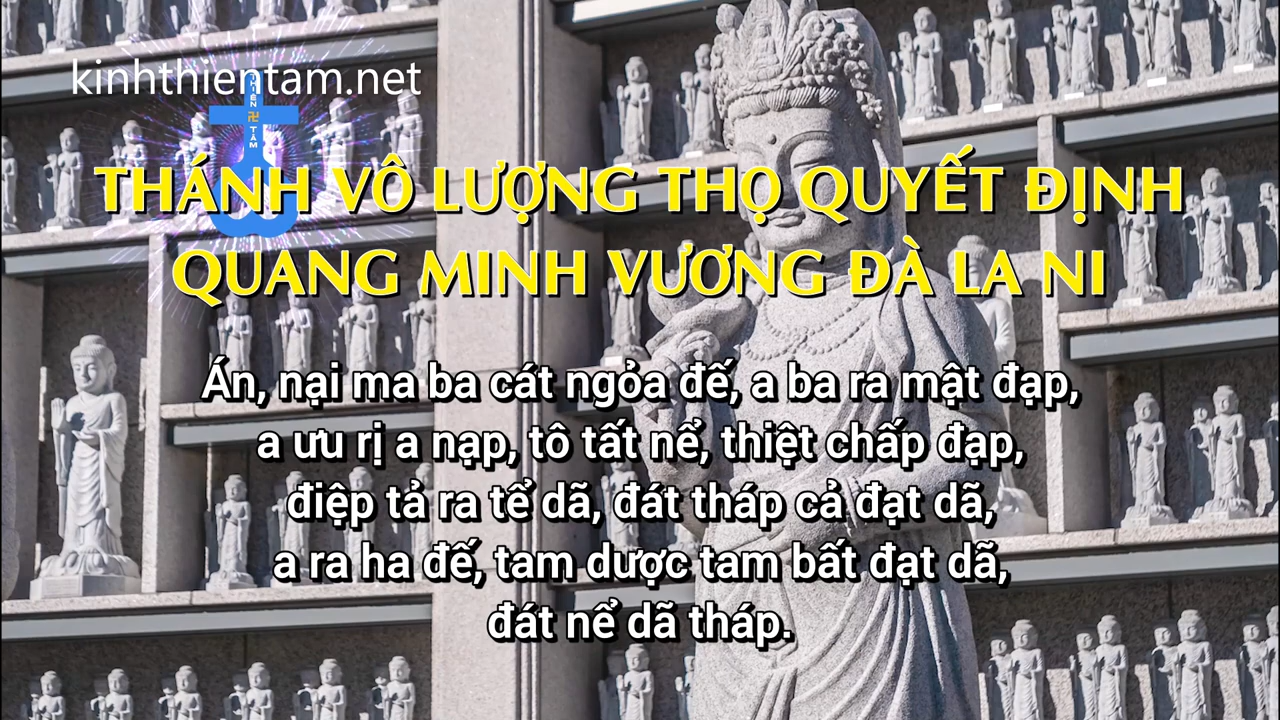 kinhthientam.net
THIÊN
卍
TÂM
THÁNH VÔ LƯỢNG THỌ QUYẾT ĐỊNH
QUANG MINH VƯƠNG ĐÀ LA NI
Án, nại ma ba cát ngỏa đế, a ba ra mật đạp,
a ưu rị a nạp, tô tất nể, thiệt chấp đạp,
điệp tả ra tể dã, đát tháp cả đạt dã,
a ra ha đế, tam dược tam bất đạt dã,
đát nể dã tháp.